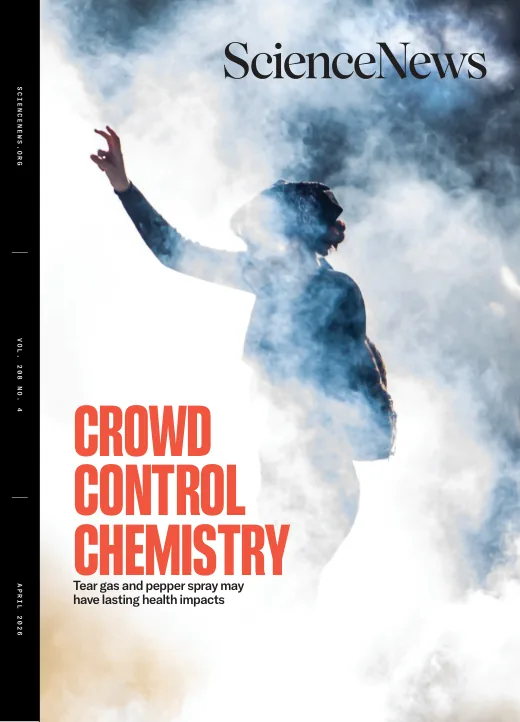 ScienceNews
SCIENCENEWS.ORG
VOL. 208 NO. 4
APRIL 2026
CROWD
CONTROL
CHEMISTRY
Tear gas and pepper spray may
have lasting health impacts